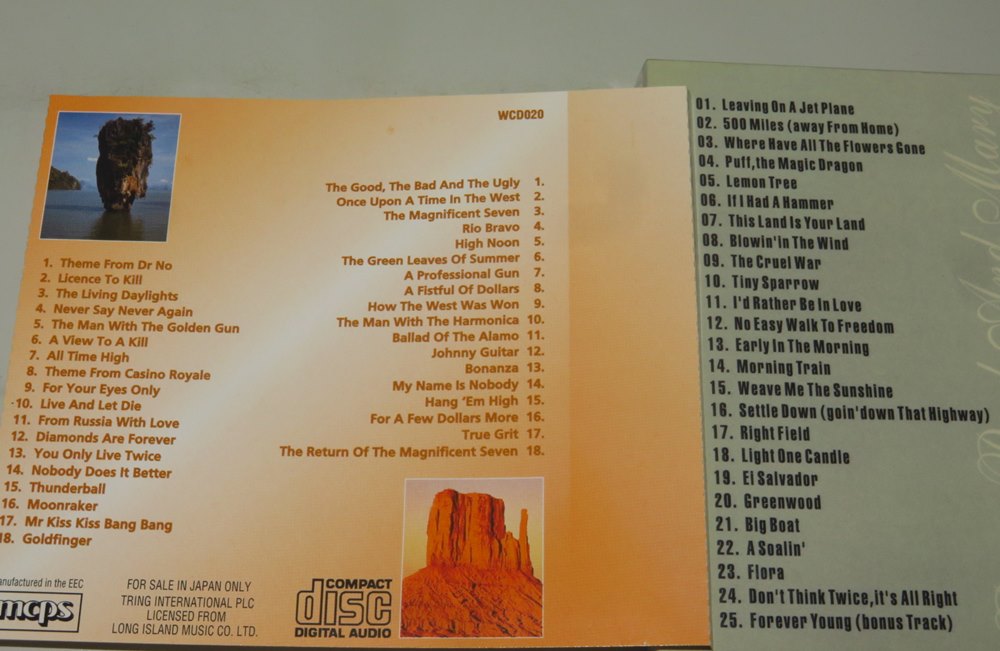 WCD020
The Good, The Bad And The Ugly 1.
Once Upon A Time In The West 2.
The Magnificent Seven 3.
Rio Bravo 4.
High Noon 5.
The Green Leaves Of Summer 6.
A Professional Gun 7.
A Fistful Of Dollars 8.
How The West Was Won 9.
The Man With The Harmonica 10.
Ballad Of The Alamo 11.
Johnny Guitar 12.
Bonanza 13.
My Name Is Nobody 14.
Hang 'Em High 15.
For A Few Dollars More 16.
True Grit 17.
The Return Of The Magnificent Seven 18.
1. Theme From Dr No
2. Licence To Kill
3. The Living Daylights
4. Never Say Never Again
5. The Man With The Golden Gun
6. A View To A Kill
7. All Time High
8. Theme From Casino Royale
9. For Your Eyes Only
10. Live And Let Die
11. From Russia With Love
12. Diamonds Are Forever
13. You Only Live Twice
14. Nobody Does It Better
15. Thunderball
16. Moonraker
17. Mr Kiss Kiss Bang Bang
18. Goldfinger
anufactured in the EEC
mcps
FOR SALE IN JAPAN ONLY
TRING INTERNATIONAL PLC
LICENSED FROM
LONG ISLAND MUSIC CO. LTD.
COMPACT
disc
DIGITAL AUDIO
01. Leaving On A Jet Plane
02. 500 Miles (away From Home)
03. Where Have All The Flowers Gone
04. Puff,the Magic Dragon
05. Lemon Tree
06. If I Had A Hammer
07. This Land Is Your Land
08. Blowin'in The Wind
09. The Cruel War
10. Tiny Sparrow
11. I'd Rather Be In Love
12. No Easy Walk To Freedom
13. Early In The Morning
14. Morning Train
15. Weave Me The Sunshine
16. Settle Down (goin'down That Highway)
17. Right Field
18. Light One Candle
19. El Salvador
20. Greenwood
21. Big Boat
22. A Soalin'
23. Flora
24. Don't Think Twice,it's All Right
25. Forever Young (bonus Track)
And Mary